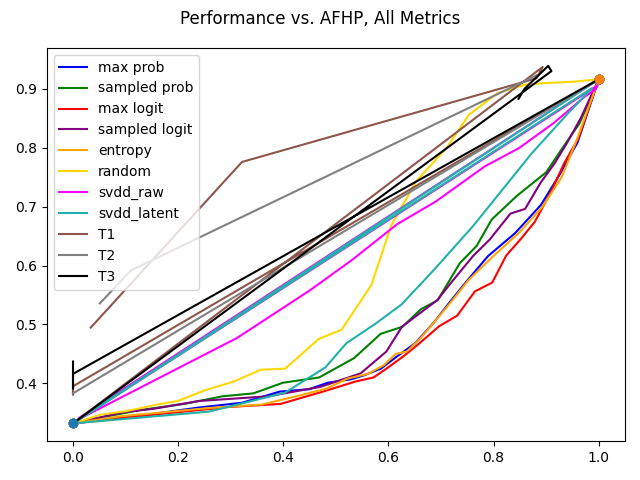 Performance vs. AFHP, All Metrics
max prob
sampled prob
max logit
sampled logit
entropy
random
svdd_raw
svdd_latent
T1
T2
T3
0.9
0.8
0.7
0.6
0.5
0.4
0.0 0.2 0.4 0.6 0.8 1.0